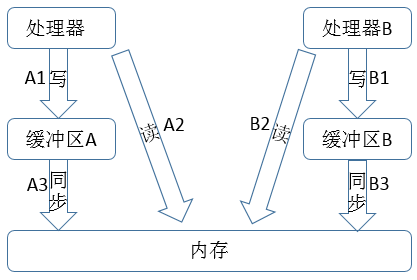 处理器
处理器B
A1 写
读 A2
B2 读
写 B1
缓冲区A
缓冲区B
A3 同步
同步 B3
内存